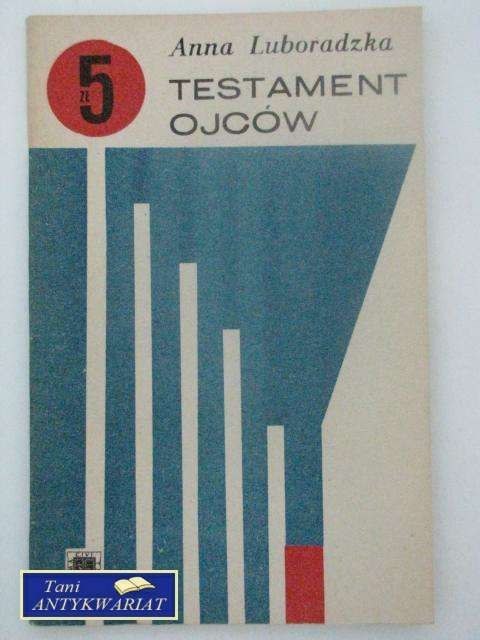 5
ZŁ
Anna Luboradzka
TESTAMENT
OJCÓW
Tani
ANTYKWARIAT